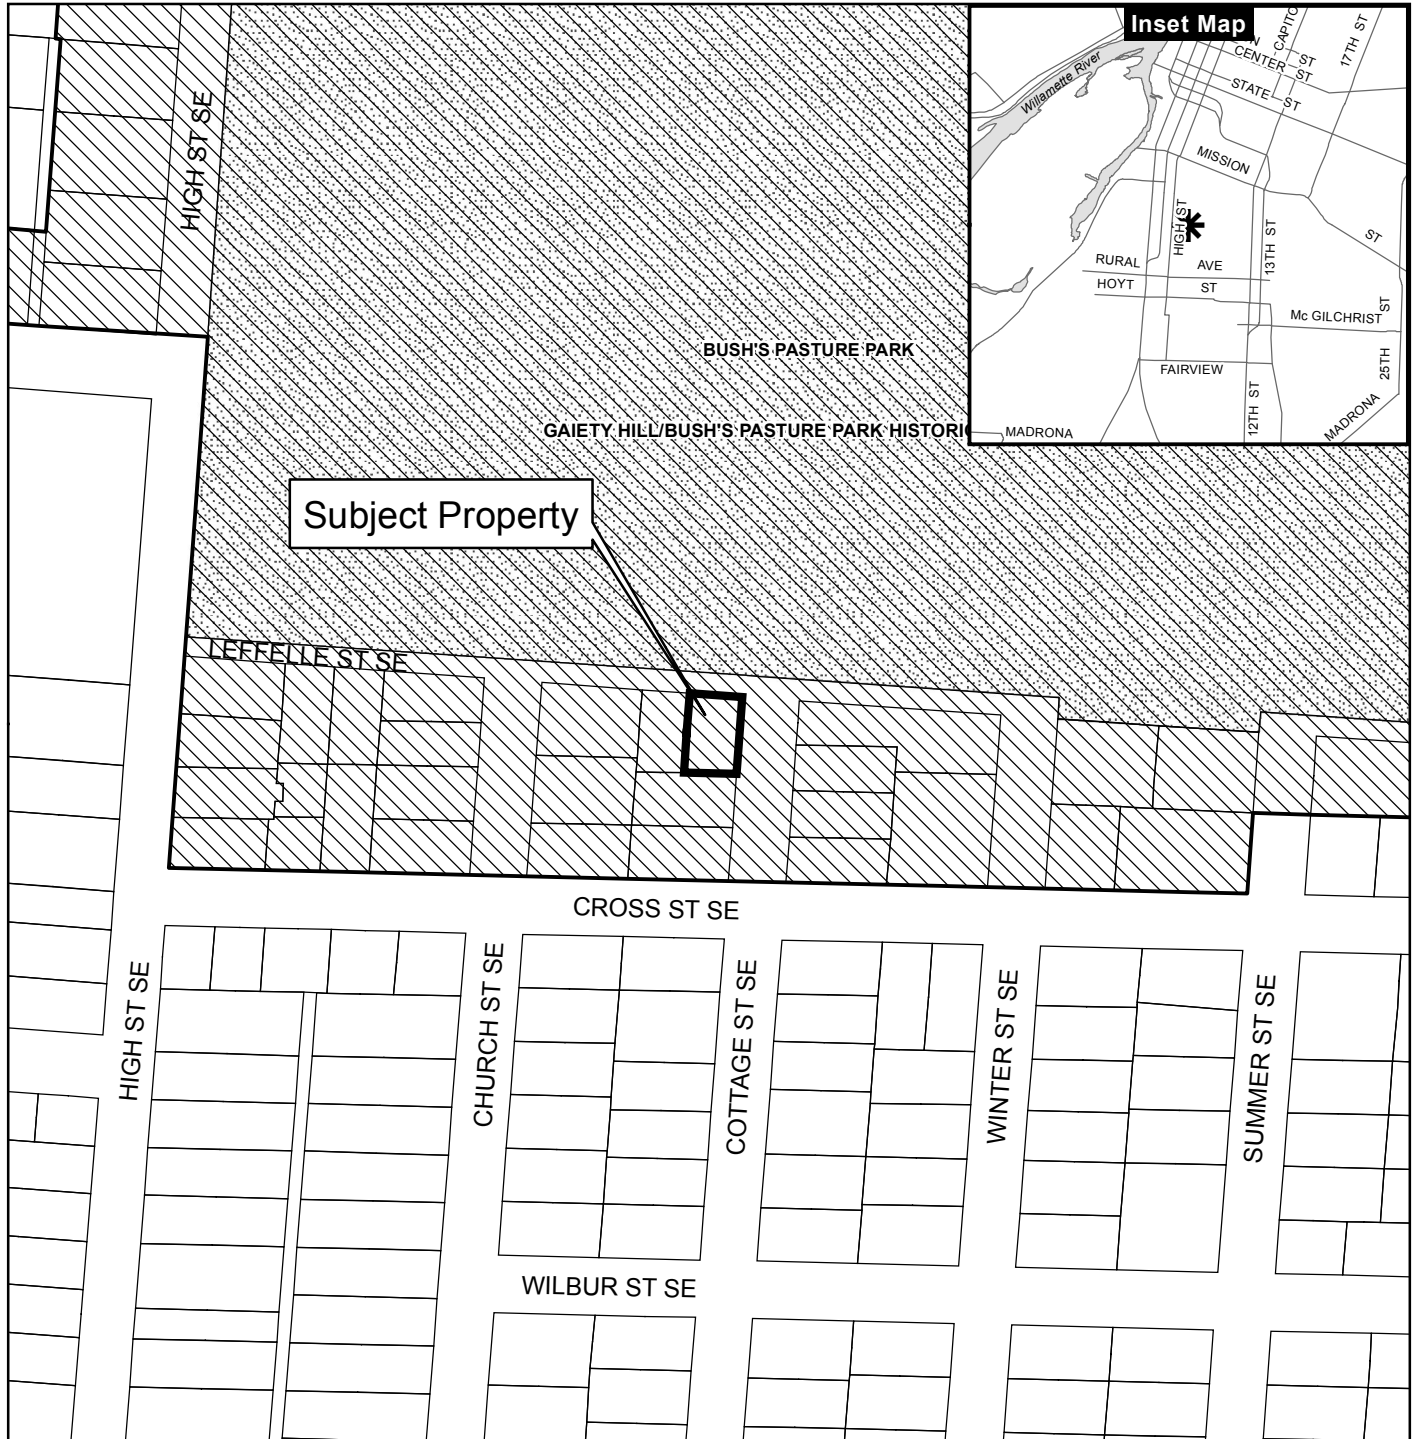 Inset Map
Willamette River
CAPITO
17TH ST
N ST
CENTER ST
STATE ST
MISSION
ST
HIGH ST
13TH ST
RURAL AVE
HOYT ST
Mc GILCHRIST ST
25TH
FAIRVIEW
12TH ST
MADRONA
MADRONA
HIGH ST SE
BUSH'S PASTURE PARK
GAIETY HILL/BUSH'S PASTURE PARK HISTORIC
Subject Property
LEFFELLE ST SE
CROSS ST SE
HIGH ST SE
CHURCH ST SE
COTTAGE ST SE
WINTER ST SE
SUMMER ST SE
WILBUR ST SE